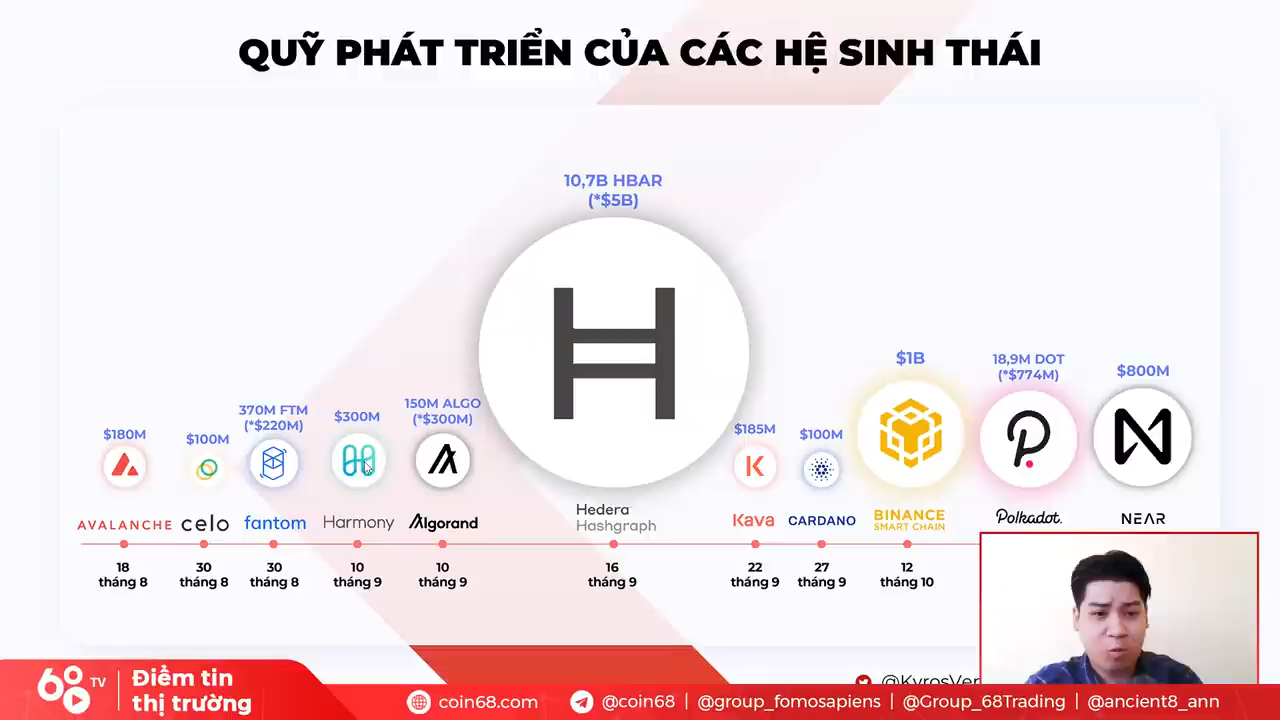 QUỸ PHÁT TRIỂN CỦA CÁC HỆ SINH THÁI
10,7B HBAR
(*$5B)
$180M
$100M
370M FTM
(*$220M)
$300M
150M ALGO
(*$300M)
$185M
$100M
$1B
18,9M DOT
(*$774M)
$800M
AVALANCHE
celo
fantom
Harmony
Algorand
Hedera
Hashgraph
Kava
CARDANO
BINANCE
SMART CHAIN
Polkadot.
NEAR
18
tháng 8
30
tháng 8
30
tháng 8
10
tháng 9
10
tháng 9
16
tháng 9
22
tháng 9
27
tháng 9
12
tháng 10
68 TV
Điểm tin
thị trường
coin68.com
@coin68 | @group_fomosapiens | @Group_68Trading | @ancient8_ann